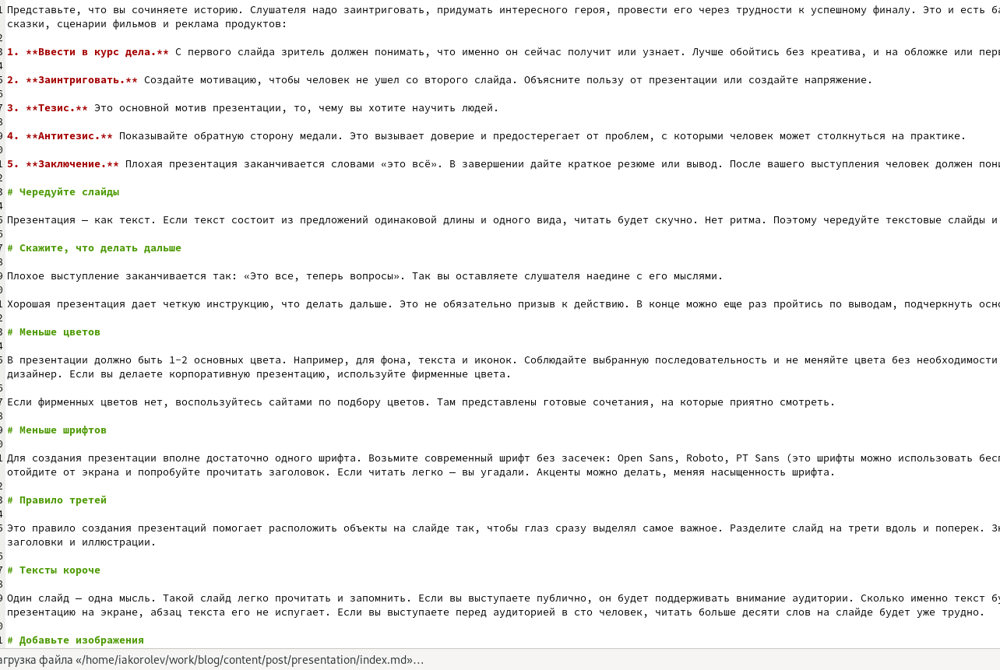 1 Представьте, что вы сочиняете историю. Слушателя надо заинтриговать, придумать интересного героя, провести его через трудности к успешному финалу. Это и есть
сказки, сценарии фильмов и реклама продуктов:
2
3 1. **Ввести в курс дела.** С первого слайда зритель должен понимать, что именно он сейчас получит или узнает. Лучше обойтись без креатива, и на обложке или
4
5 2. **Заинтриговать.** Создайте мотивацию, чтобы человек не ушел со второго слайда. Объясните пользу от презентации или создайте напряжение.
6
7 3. **Тезис.** Это основной мотив презентации, то, чему вы хотите научить людей.
8
9 4. **Антитезис.** Показывайте обратную сторону медали. Это вызывает доверие и предостерегает от проблем, с которыми человек может столкнуться на практике.
0
1 5. **Заключение.** Плохая презентация заканчивается словами «это всё». В завершении дайте краткое резюме или вывод. После вашего выступления человек должен
2
3 # Чередуйте слайды
4
5 Презентация — как текст. Если текст состоит из предложений одинаковой длины и одного вида, читать будет скучно. Нет ритма. Поэтому чередуйте текстовые слайды и
6
7 # Скажите, что делать дальше
8
9 Плохое выступление заканчивается так: «Это все, теперь вопросы». Так вы оставляете слушателя наедине с его мыслями.
0
1 Хорошая презентация дает четкую инструкцию, что делать дальше. Это не обязательно призыв к действию. В конце можно еще раз пройтись по выводам, подчеркнуть
2
3 # Меньше цветов
4
5 В презентации должно быть 1-2 основных цвета. Например, для фона, текста и иконок. Соблюдайте выбранную последовательность и не меняйте цвета без необходимости
дизайнер. Если вы делаете корпоративную презентацию, используйте фирменные цвета.
6
7 Если фирменных цветов нет, воспользуйтесь сайтами по подбору цветов. Там представлены готовые сочетания, на которые приятно смотреть.
8
9 # Меньше шрифтов
0
1 Для создания презентации вполне достаточно одного шрифта. Возьмите современный шрифт без засечек: Open Sans, Roboto, PT Sans (это шрифты можно использовать
отойдите от экрана и попробуйте прочитать заголовок. Если читать легко — вы угадали. Акценты можно делать, меняя насыщенность шрифта.
2
3 # Правило третей
4
5 Это правило создания презентаций помогает расположить объекты на слайде так, чтобы глаз сразу выделял самое важное. Разделите слайд на трети вдоль и поперек.
заголовки и иллюстрации.
6
7 # Тексты короче
8
9 Один слайд — одна мысль. Такой слайд легко прочитать и запомнить. Если вы выступаете публично, он будет поддерживать внимание аудитории. Сколько именно текст
презентацию на экране, абзац текста его не испугает. Если вы выступаете перед аудиторией в сто человек, читать больше десяти слов на слайде будет уже трудно.
0
1 # Добавьте изображения
агрузка файла «/home/iakorolev/work/blog/content/post/presentation/index.md»…